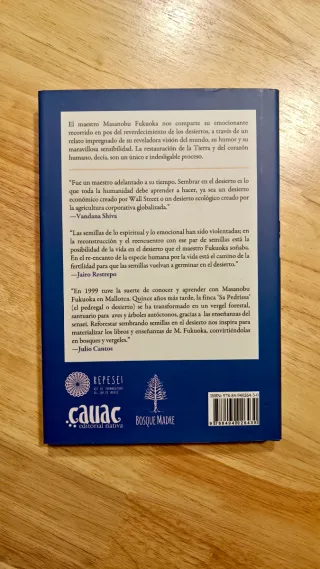 El maestro Masanobu Fukuoka nos comparte su emocionante
recorrido en pos del reverdecimiento de los desiertos, a través de un
relato impregnado de su reveladora visión del mundo, su humor y su
maravillosa sensibilidad. La restauración de la Tierra y del corazón
humano, decía, son un único e indesligable proceso.
"Fue un maestro adelantado a su tiempo. Sembrar en el desierto es lo
que toda la humanidad debe aprender a hacer, ya sea un desierto
económico creado por Wall Street o un desierto ecológico creado por
la agricultura corporativa globalizada."
—Vandana Shiva
"Las semillas de lo espiritual y lo emocional han sido violentadas; en
la reconstrucción y el reencuentro con ese par de semillas está la
posibilidad de la vida en el desierto que el maestro Fukuoka soñaba.
En el re-encanto de la especie humana por la vida está el camino de la
fertilidad para que las semillas vuelvan a germinar en el desierto."
—Jairo Restrepo
"En 1999 tuve la suerte de conocer y aprender con Masanobu
Fukuoka en Mallorca. Quince años más tarde, la finca 'Sa Pedrissa'
(el pedregal o desierto) se ha transformado en un vergel forestal,
santuario para aves y árboles autóctonos, gracias a las enseñanzas del
sensei. Reforestar sembrando semillas en el desierto nos inspira para
materializar los libros y enseñanzas de M. Fukuoka, convirtiéndolas
en bosques y vergeles."
—Julio Cantos
REPESEI
cauac
editorial nativa
BOSQUE MADRE